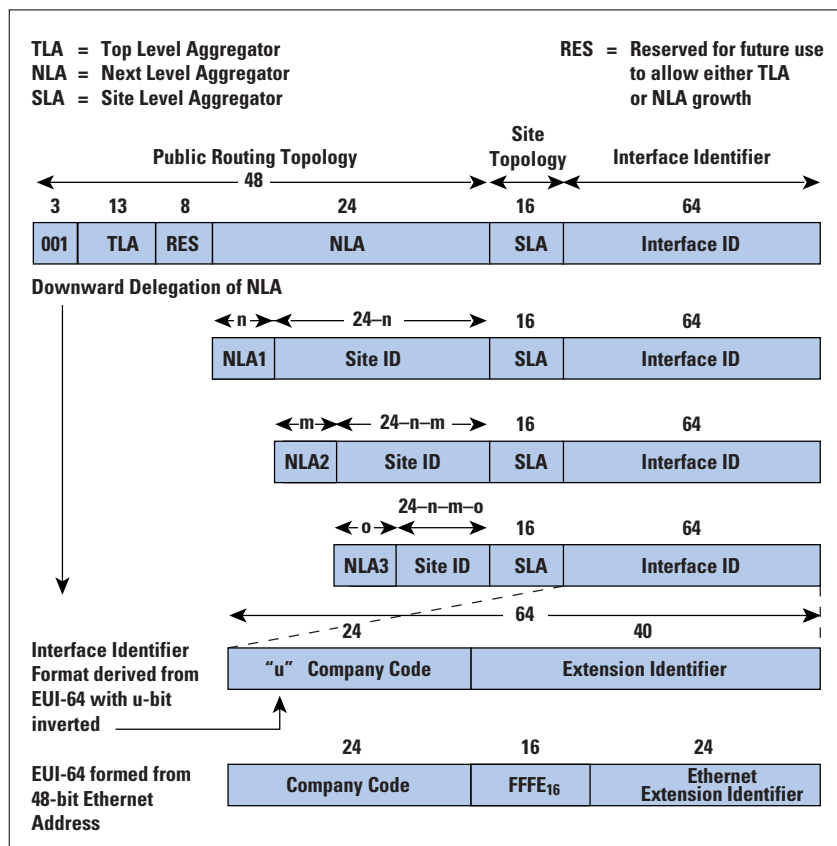 TLA = Top Level Aggregator
NLA = Next Level Aggregator
SLA = Site Level Aggregator
RES = Reserved for future use
to allow either TLA
or NLA growth
Public Routing Topology
Site
Topology
Interface Identifier
48
3 13 8 24 16 64
001 TLA RES NLA SLA Interface ID
Downward Delegation of NLA
n 24–n 16 64
NLA1 Site ID SLA Interface ID
m 24–n–m 16 64
NLA2 Site ID SLA Interface ID
24–n–m–o
o 16 64
NLA3 Site ID SLA Interface ID
64
24 40
Interface Identifier
Format derived from
EUI-64 with u-bit
inverted
"u" Company Code Extension Identifier
24 16 24
EUI-64 formed from
48-bit Ethernet
Address
Company Code FFFE16 Ethernet
Extension Identifier